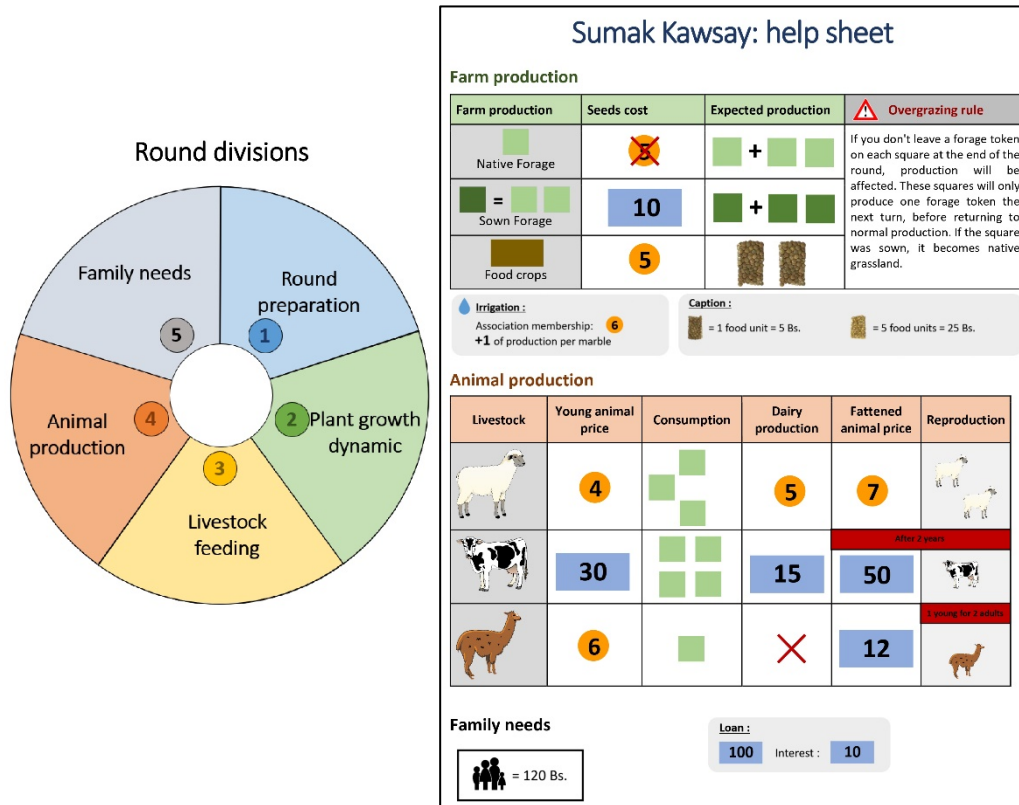 Round divisions
Family needs
5
Round
preparation
1
Animal
production
4
Plant growth
dynamic
2
3
Livestock
feeding
Sumak Kawsay: help sheet
Farm production
Farm production
Seeds cost
Expected production
Overgrazing rule
Native Forage
5
+
If you don't leave a forage token
on each square at the end of the
round, production will be
affected. These squares will only
produce one forage token the
next turn, before returning to
normal production. If the square
was sown, it becomes native
grassland.
=
Sown Forage
10
+
Food crops
5
Irrigation :
Association membership: 6
+1 of production per marble
Caption :
= 1 food unit = 5 Bs.
= 5 food units = 25 Bs.
Animal production
Livestock
Young animal
price
Consumption
Dairy
production
Fattened
animal price
Reproduction
4
5
7
After 2 years
30
15
50
1 young for 2 adults
6
12
Family needs
= 120 Bs.
Loan :
100 Interest : 10